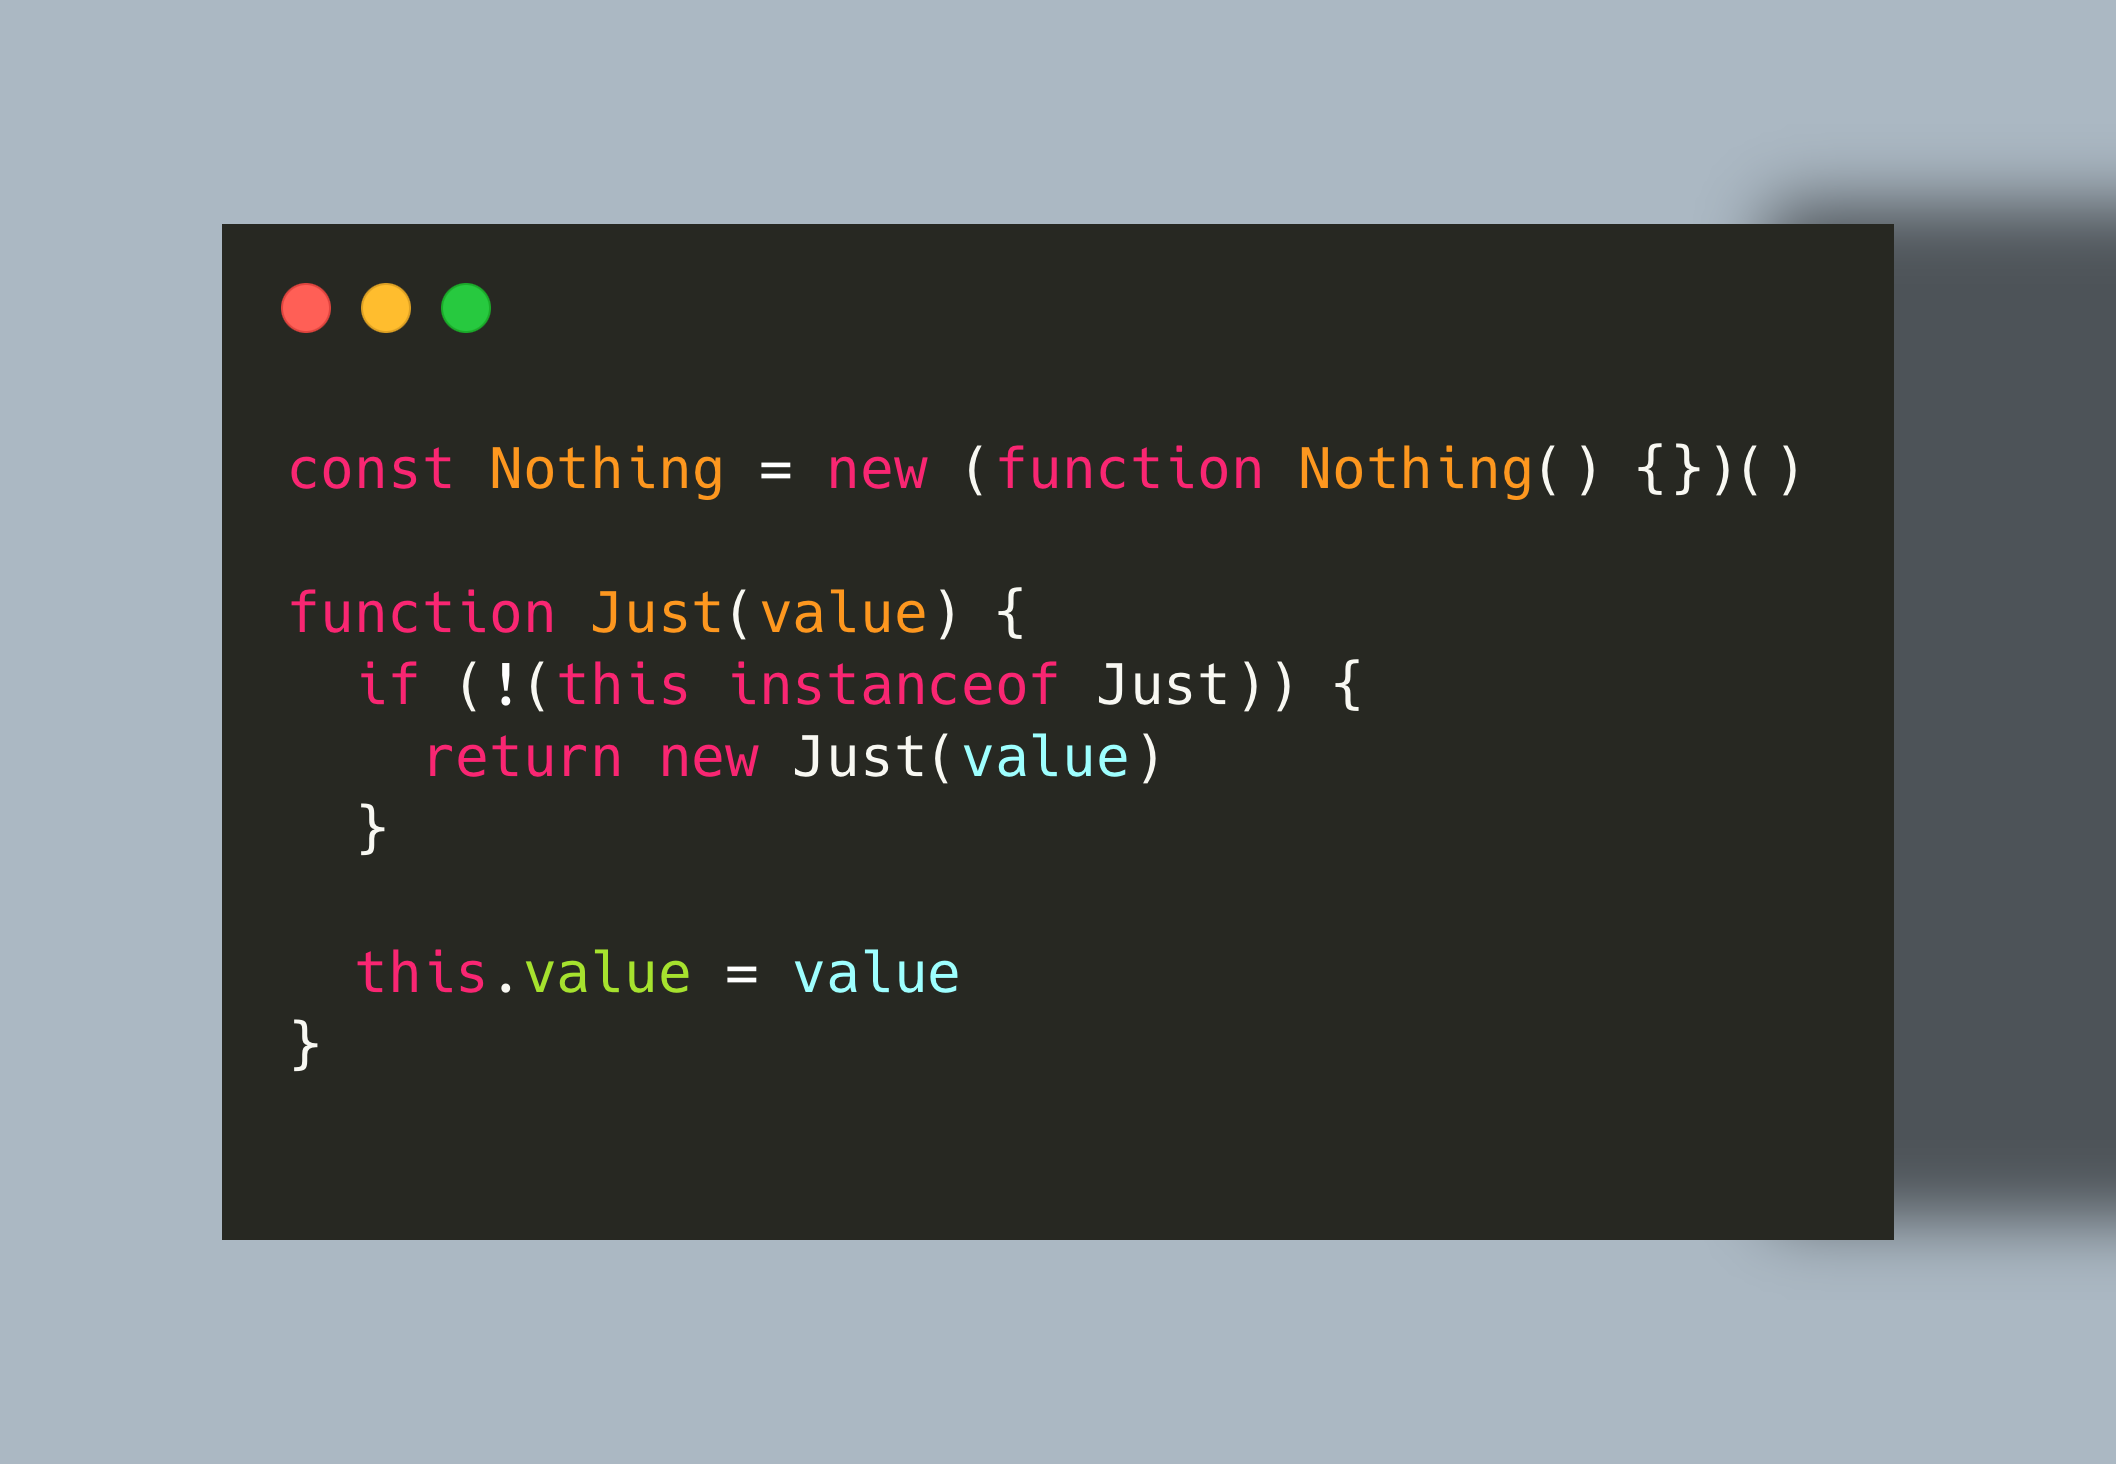 const Nothing = new (function Nothing() {})()
function Just(value) {
  if (!(this instanceof Just)) {
    return new Just(value)
  }
  this.value = value
}